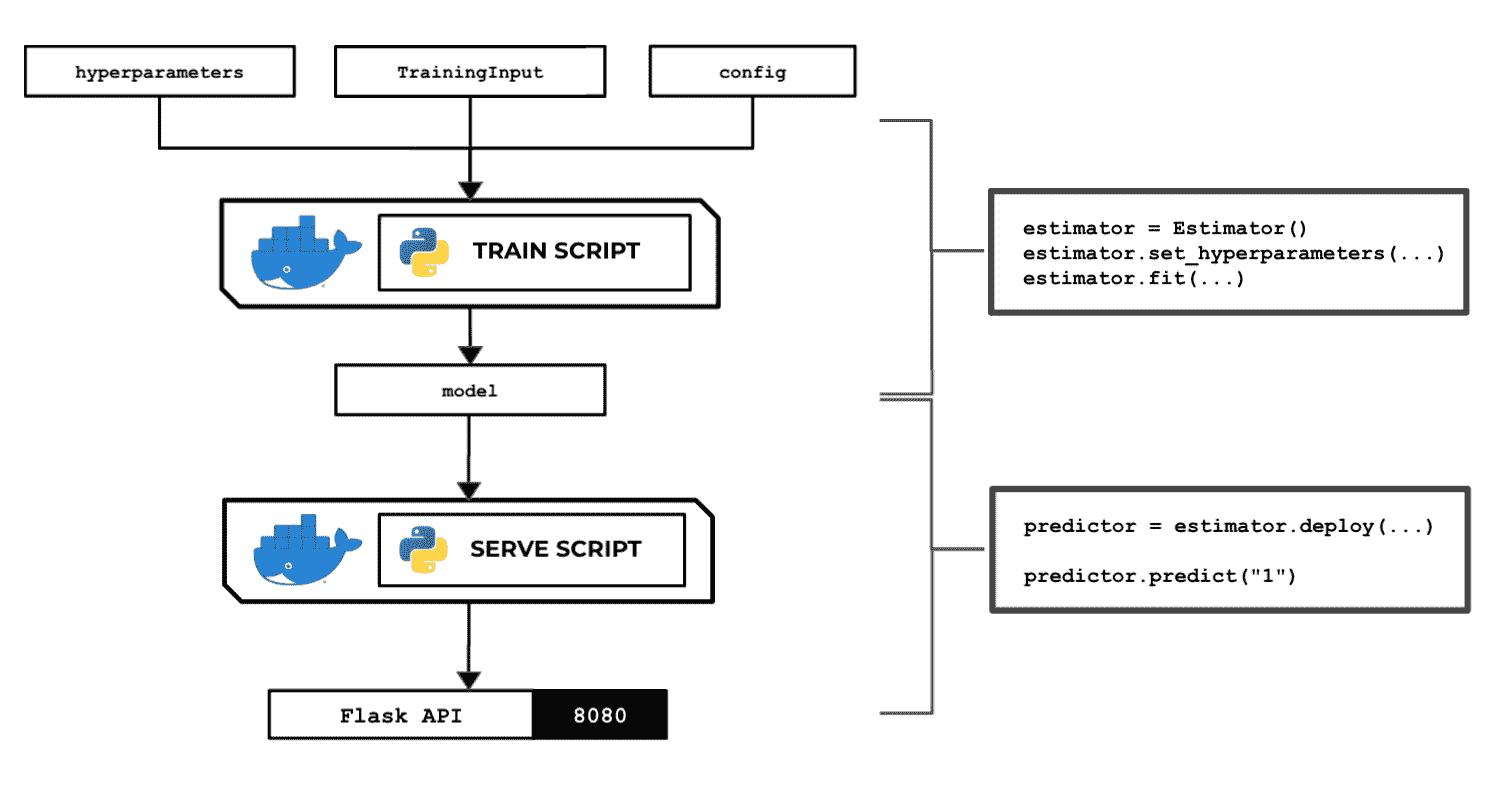 hyperparameters
TrainingInput
config
TRAIN SCRIPT
estimator = Estimator()
estimator.set_hyperparameters(...)
estimator.fit(...)
model
SERVE SCRIPT
predictor = estimator.deploy(...)
predictor.predict("1")
Flask API
8080